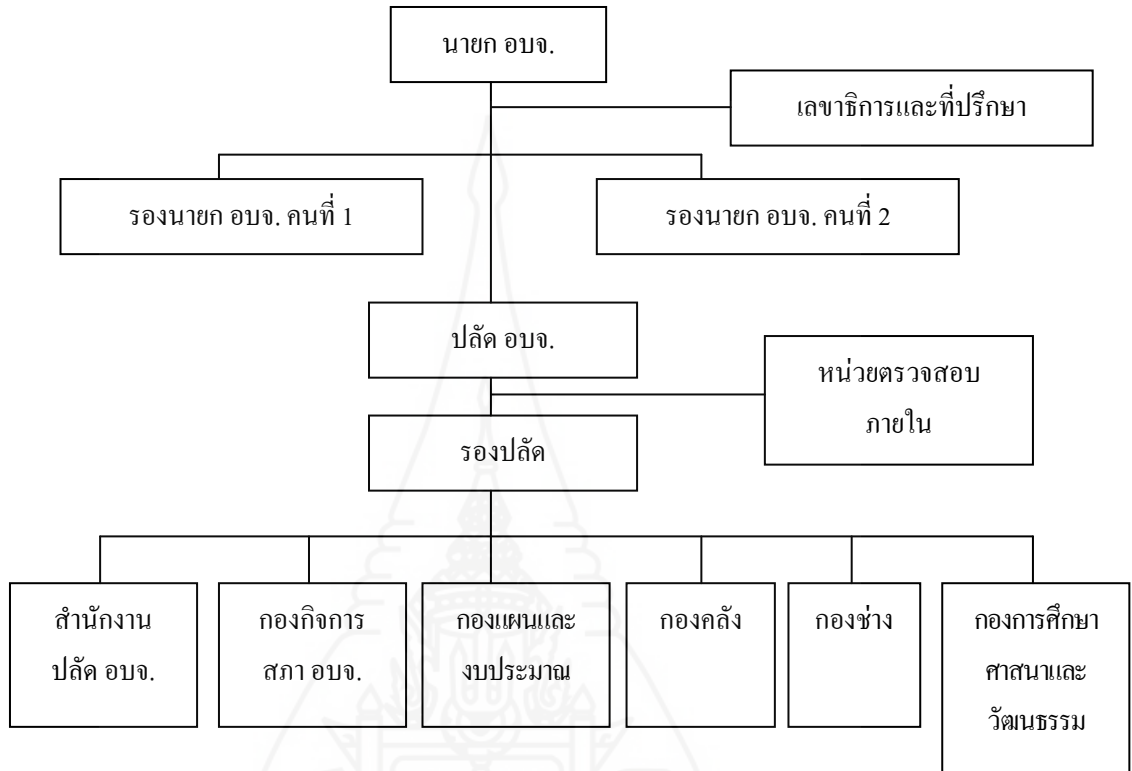 นายก อบจ.
เลขาธิการและที่ปรึกษา
รองนายก อบจ. คนที่ 1
รองนายก อบจ. คนที่ 2
ปลัด อบจ.
หน่วยตรวจสอบ
ภายใน
รองปลัด
สำนักงาน
ปลัด อบจ.
กองกิจการ
สภา อบจ.
กองแผนและ
งบประมาณ
กองคลัง
กองช่าง
กองการศึกษา
ศาสนาและ
วัฒนธรรม